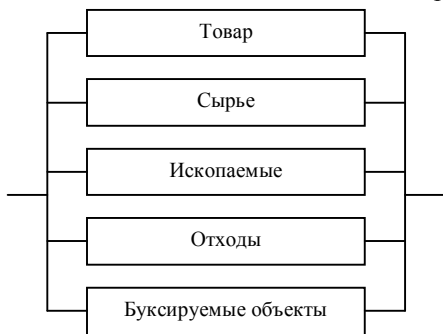 Товар
Сырье
Ископаемые
Отходы
Буксируемые объекты